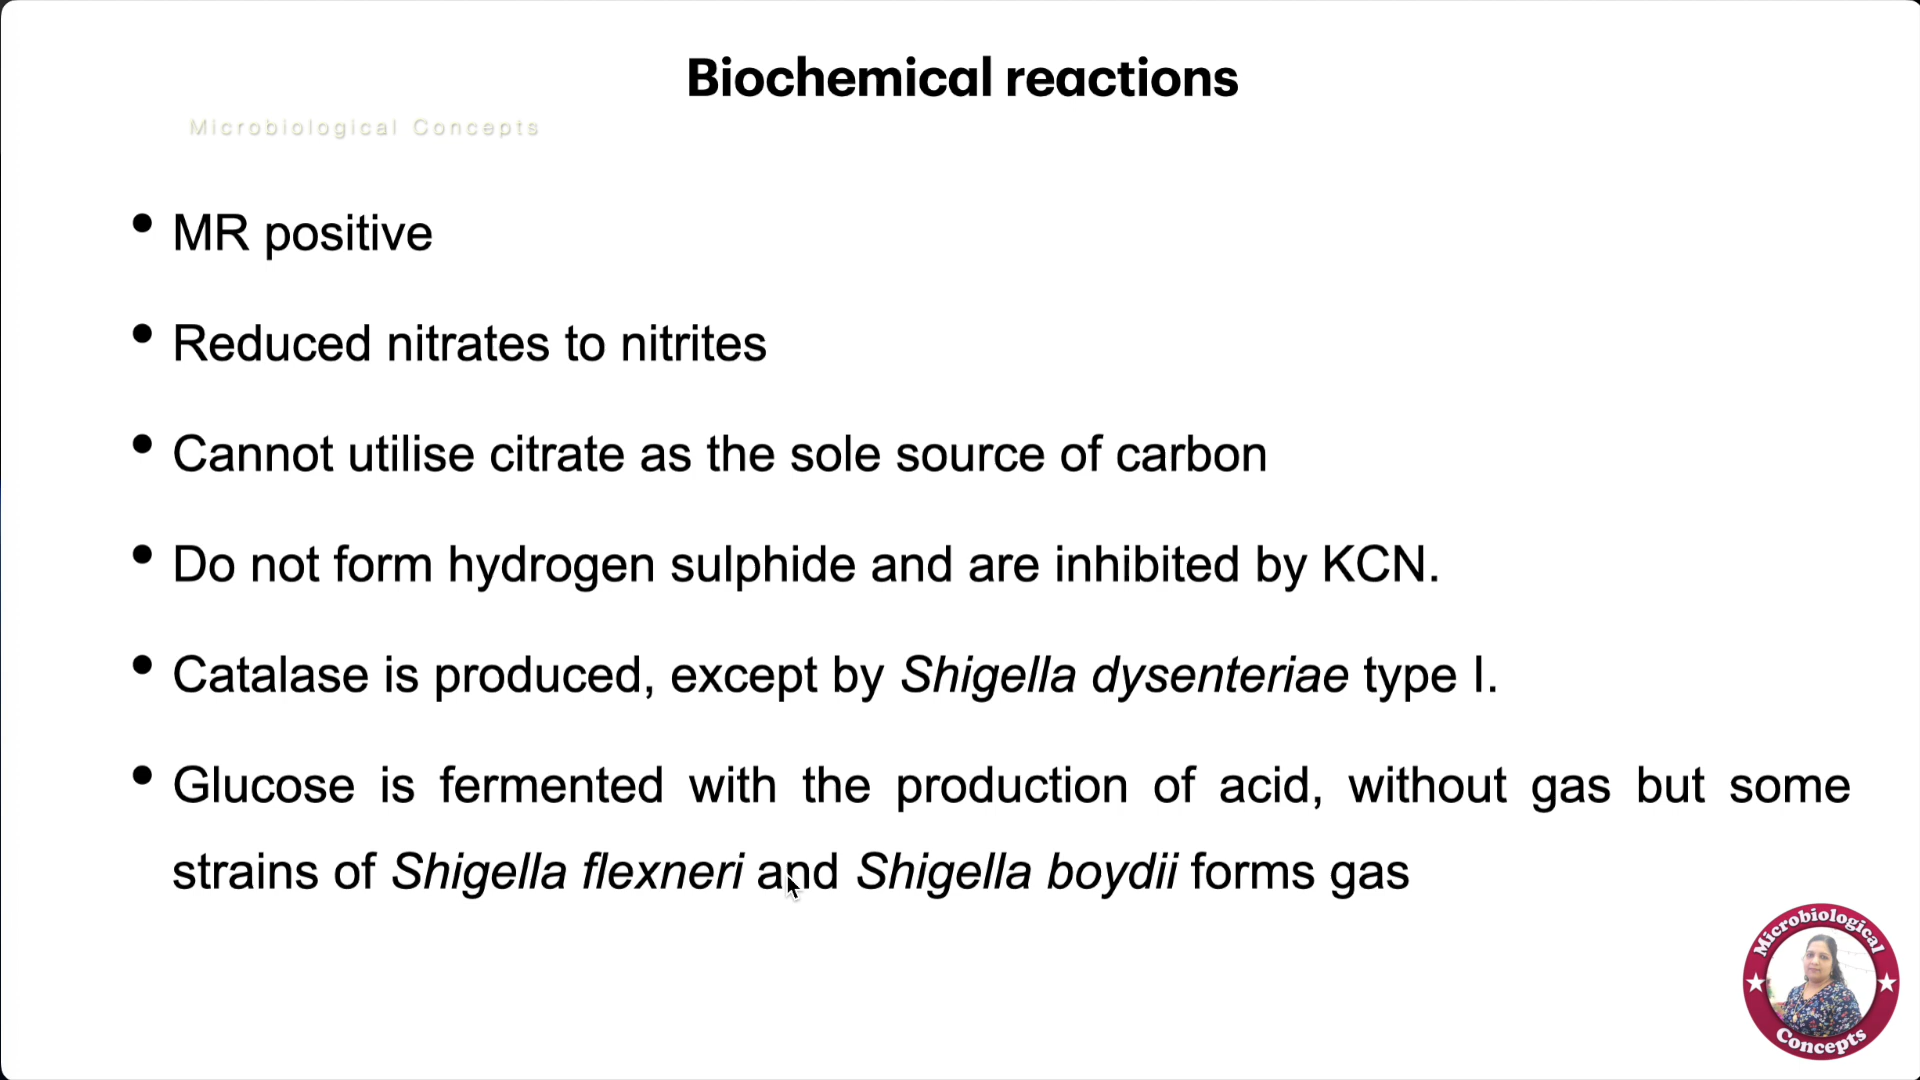 Biochemical reactions
Microbiological Concepts
• MR positive
• Reduced nitrates to nitrites
• Cannot utilise citrate as the sole source of carbon
• Do not form hydrogen sulphide and are inhibited by KCN.
• Catalase is produced, except by Shigella dysenteriae type I.
• Glucose is fermented with the production of acid, without gas but some
strains of Shigella flexneri and Shigella boydii forms gas
Microbiological
Concepts